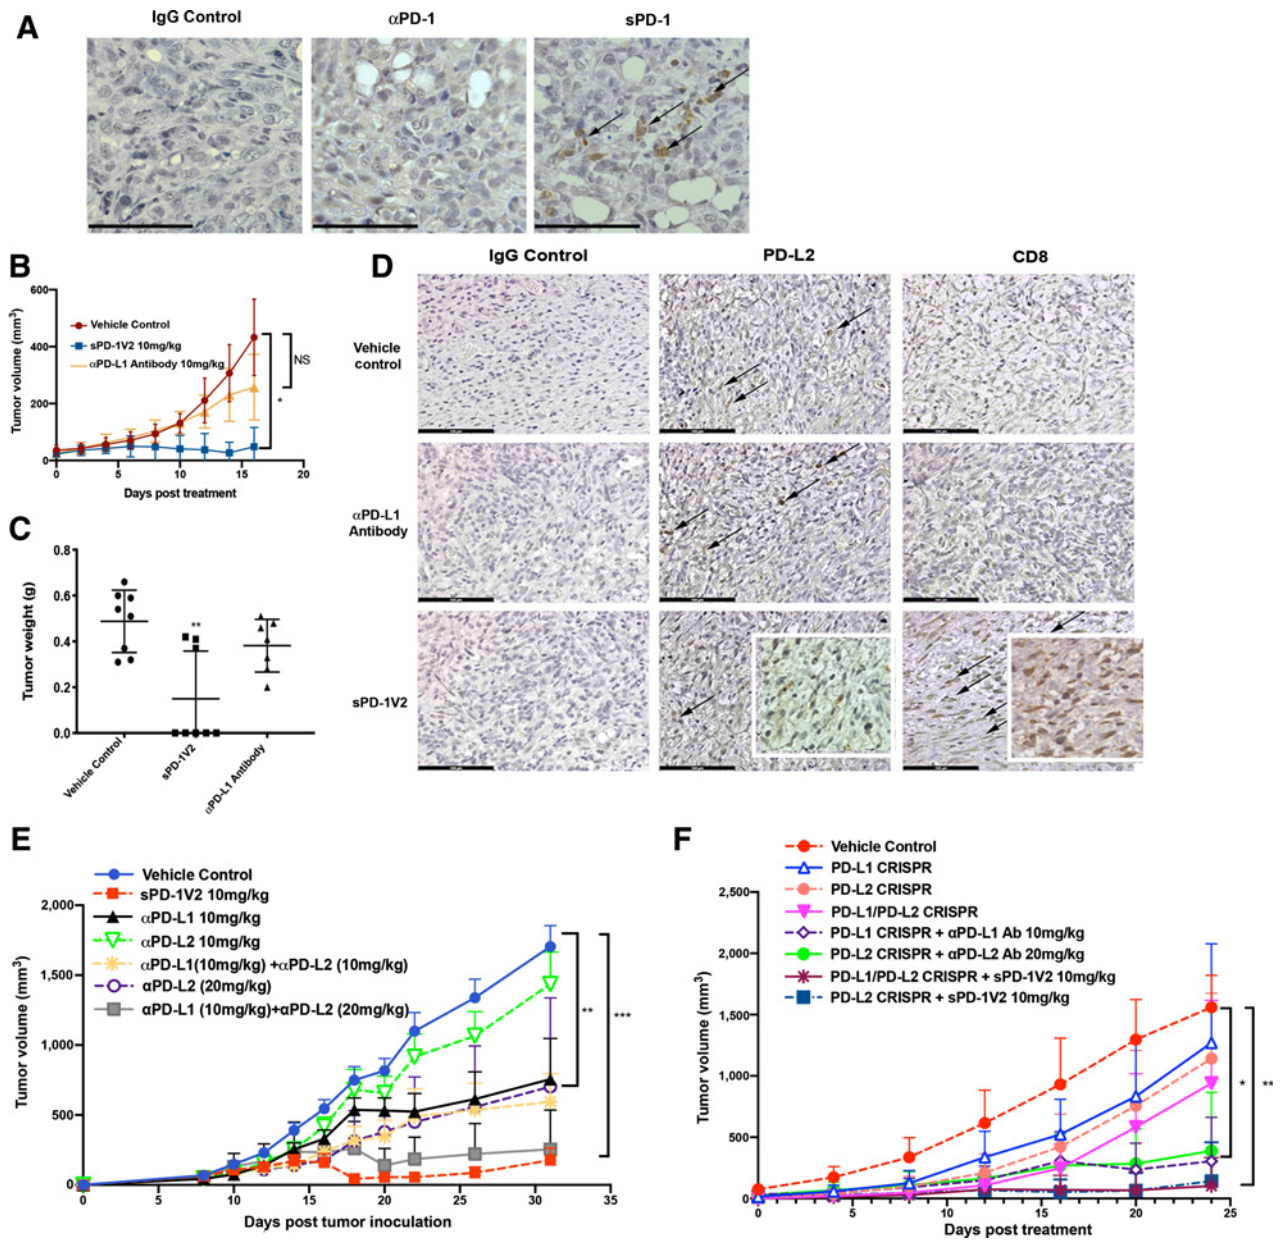 A
IgG Control
αPD-1
sPD-1
B
Tumor volume (mm³)
600
400
200
0
Vehicle Control
sPD-1V2 10mg/kg
αPD-L1 Antibody 10mg/kg
NS
*
0
5
10
15
20
Days post treatment
C
Tumor weight (g)
0.8
0.6
0.4
0.2
0.0
**
Vehicle Control
sPD-1V2
αPD-L1 Antibody
D
IgG Control
PD-L2
CD8
Vehicle
control
αPD-L1
Antibody
sPD-1V2
E
Vehicle Control
sPD-1V2 10mg/kg
αPD-L1 10mg/kg
αPD-L2 10mg/kg
αPD-L1(10mg/kg) +αPD-L2 (10mg/kg)
αPD-L2 (20mg/kg)
αPD-L1 (10mg/kg)+αPD-L2 (20mg/kg)
Tumor volume (mm³)
2,000
1,500
1,000
500
0
**
***
0
5
10
15
20
25
30
35
Days post tumor inoculation
F
Vehicle Control
PD-L1 CRISPR
PD-L2 CRISPR
PD-L1/PD-L2 CRISPR
PD-L1 CRISPR + αPD-L1 Ab 10mg/kg
PD-L2 CRISPR + αPD-L2 Ab 20mg/kg
PD-L1/PD-L2 CRISPR + sPD-1V2 10mg/kg
PD-L2 CRISPR + sPD-1V2 10mg/kg
Tumor volume (mm³)
2,500
2,000
1,500
1,000
500
0
*
**
0
5
10
15
20
25
Days post treatment